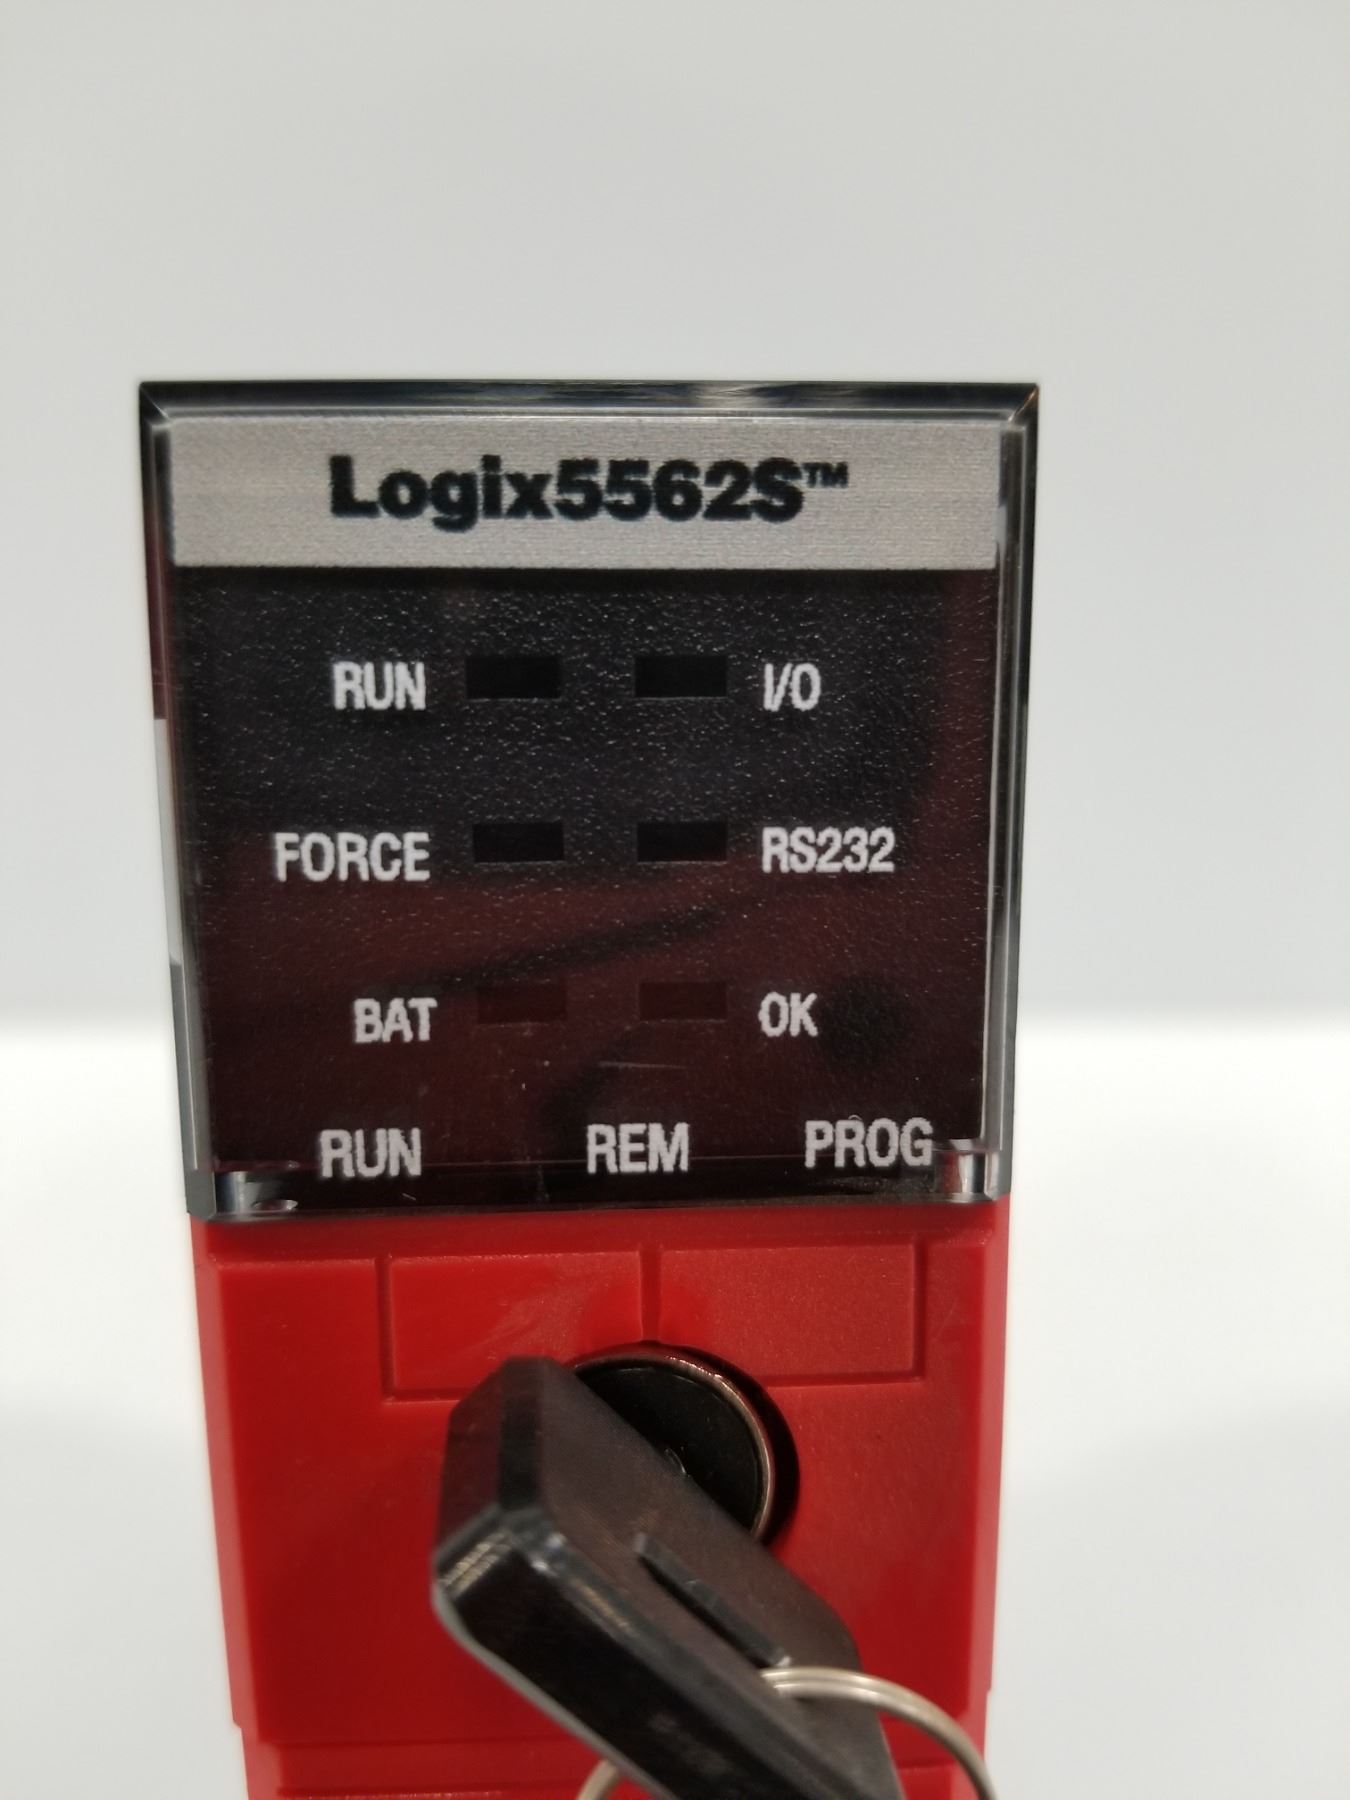 Logix5562S™
RUN I/O
FORCE RS232
BAT OK
RUN REM PROG